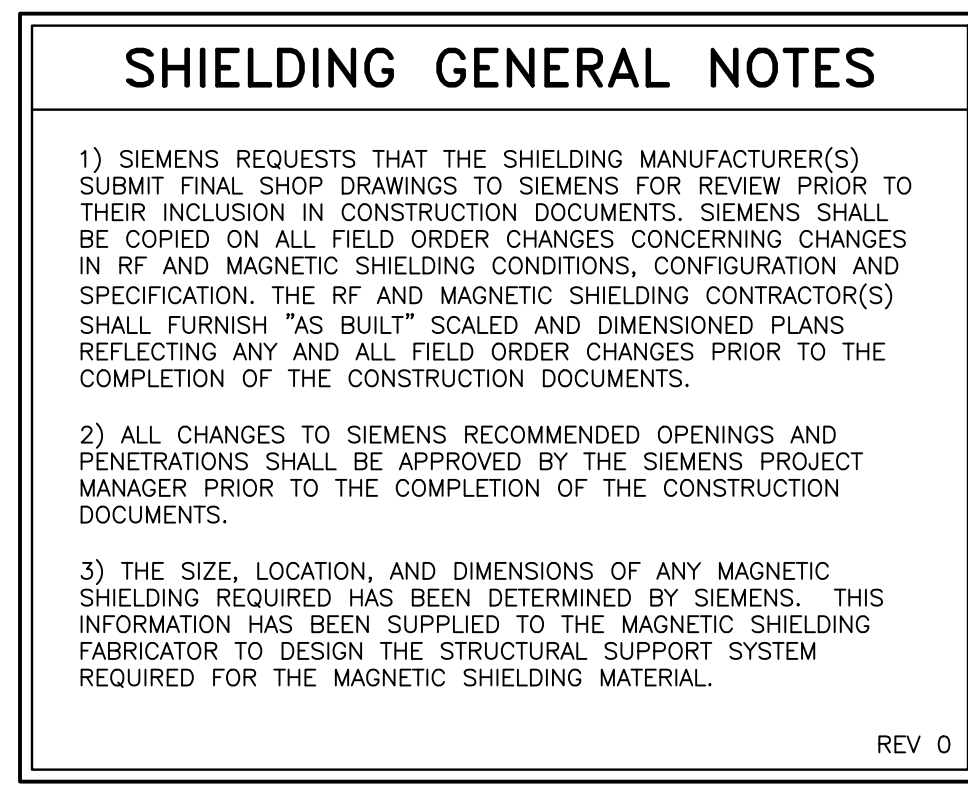 SHIELDING GENERAL NOTES
1) SIEMENS REQUESTS THAT THE SHIELDING MANUFACTURER(S)
SUBMIT FINAL SHOP DRAWINGS TO SIEMENS FOR REVIEW PRIOR TO
THEIR INCLUSION IN CONSTRUCTION DOCUMENTS. SIEMENS SHALL
BE COPIED ON ALL FIELD ORDER CHANGES CONCERNING CHANGES
IN RF AND MAGNETIC SHIELDING CONDITIONS, CONFIGURATION AND
SPECIFICATION. THE RF AND MAGNETIC SHIELDING CONTRACTOR(S)
SHALL FURNISH ”AS BUILT” SCALED AND DIMENSIONED PLANS
REFLECTING ANY AND ALL FIELD ORDER CHANGES PRIOR TO THE
COMPLETION OF THE CONSTRUCTION DOCUMENTS.
2) ALL CHANGES TO SIEMENS RECOMMENDED OPENINGS AND
PENETRATIONS SHALL BE APPROVED BY THE SIEMENS PROJECT
MANAGER PRIOR TO THE COMPLETION OF THE CONSTRUCTION
DOCUMENTS.
3) THE SIZE, LOCATION, AND DIMENSIONS OF ANY MAGNETIC
SHIELDING REQUIRED HAS BEEN DETERMINED BY SIEMENS. THIS
INFORMATION HAS BEEN SUPPLIED TO THE MAGNETIC SHIELDING
FABRICATOR TO DESIGN THE STRUCTURAL SUPPORT SYSTEM
REQUIRED FOR THE MAGNETIC SHIELDING MATERIAL.
REV 0